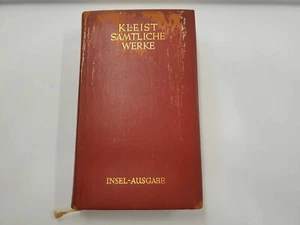 KLEIST
SÄMTLICHE
WERKE
INSEL-AUSGABE